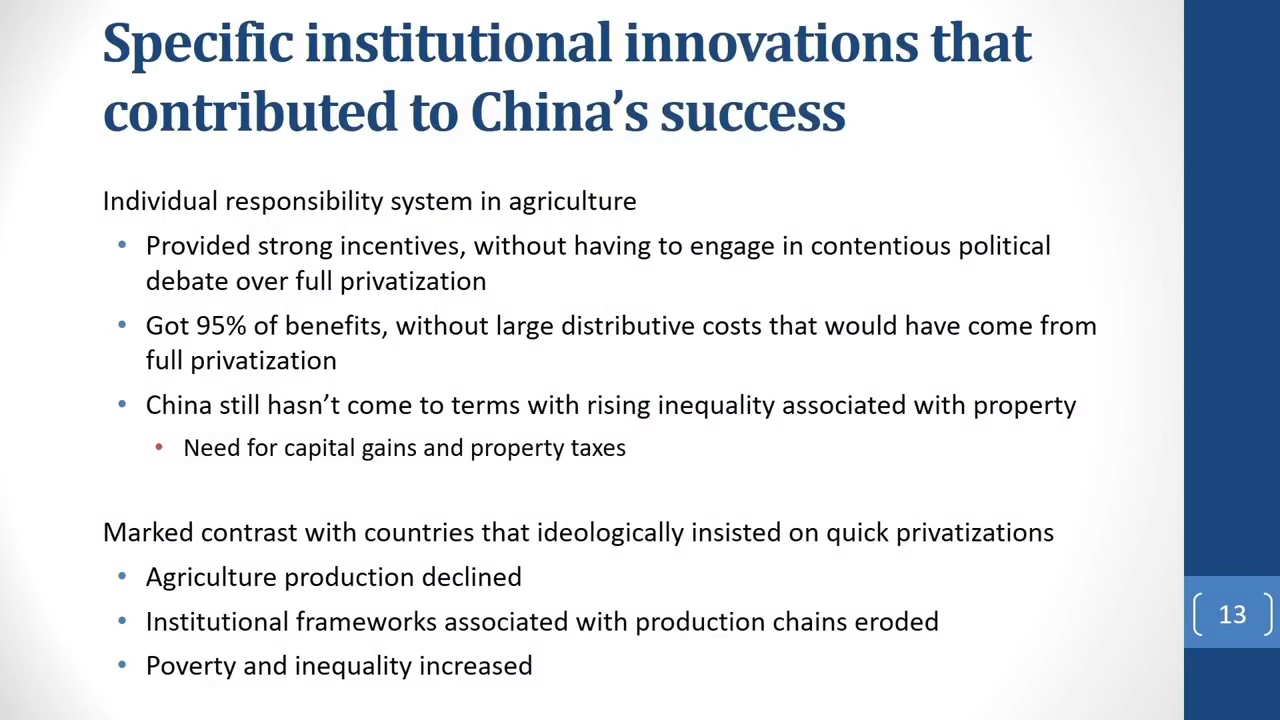 Specific institutional innovations that
contributed to China’s success
Individual responsibility system in agriculture
• Provided strong incentives, without having to engage in contentious political
debate over full privatization
• Got 95% of benefits, without large distributive costs that would have come from
full privatization
• China still hasn’t come to terms with rising inequality associated with property
• Need for capital gains and property taxes
Marked contrast with countries that ideologically insisted on quick privatizations
• Agriculture production declined
• Institutional frameworks associated with production chains eroded
• Poverty and inequality increased
13